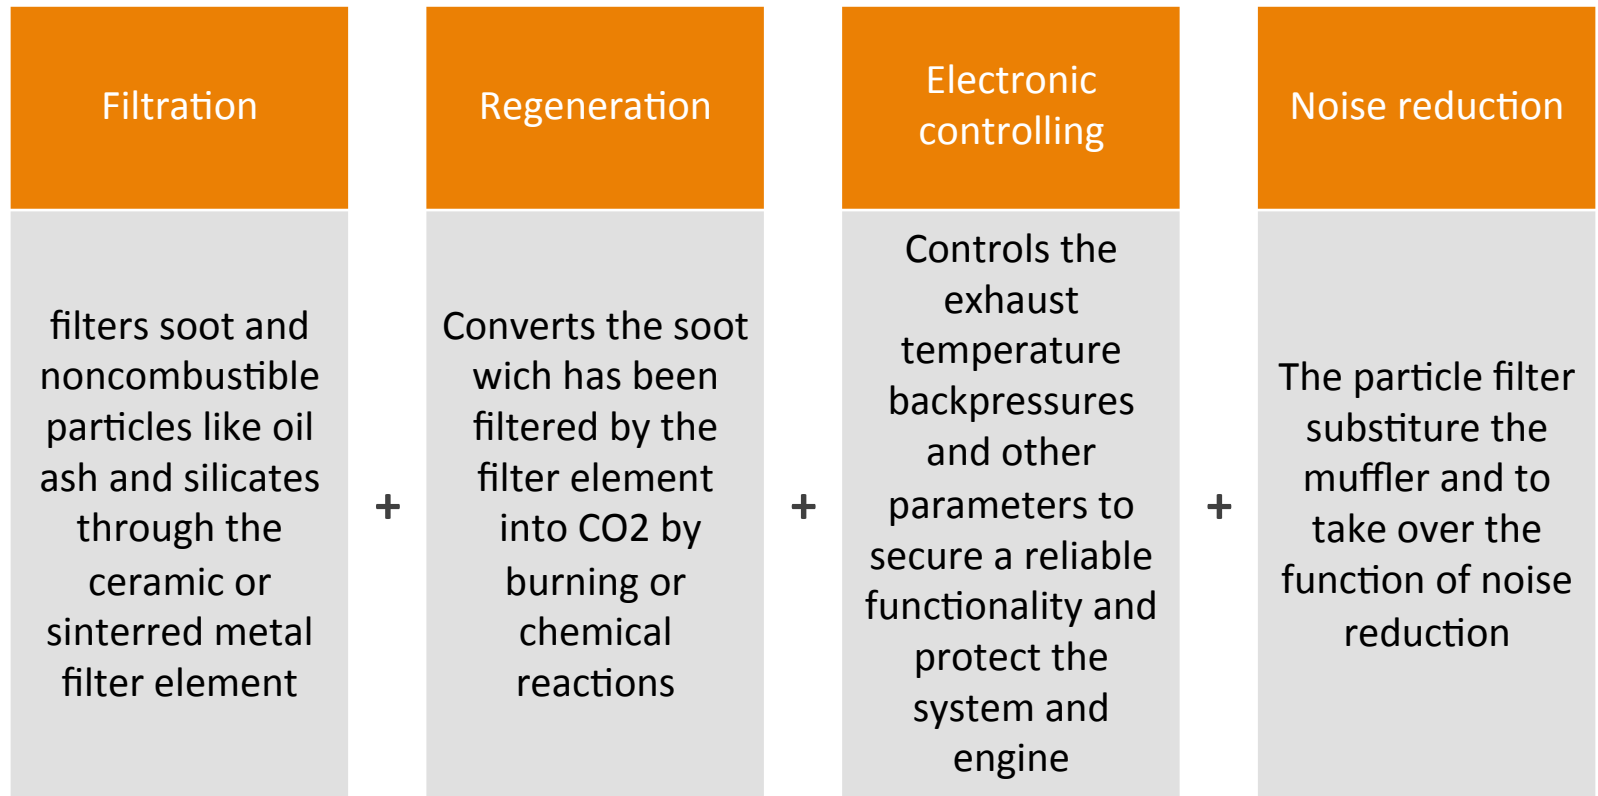 Filtration
filters soot and
noncombustible
particles like oil
ash and silicates
through the
ceramic or
sinterred metal
filter element
+
Regeneration
Converts the soot
wich has been
filtered by the
filter element
into CO2 by
burning or
chemical
reactions
+
Electronic
controlling
Controls the
exhaust
temperature
backpressures
and other
parameters to
secure a reliable
functionality and
protect the
system and
engine
+
Noise reduction
The particle filter
substiture the
muffler and to
take over the
function of noise
reduction